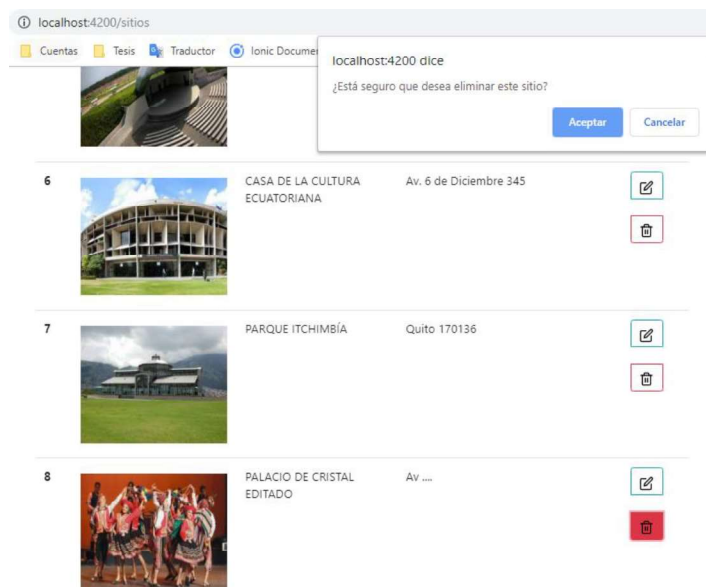 localhost:4200/sitios
Cuentas Tesis Traductor Ionic Documen
localhost:4200 dice
¿Está seguro que desea eliminar este sitio?
Aceptar Cancelar
6 CASA DE LA CULTURA Av. 6 de Diciembre 345
ECUATORIANA
7 PARQUE ITCHIMBÍA Quito 170136
8 PALACIO DE CRISTAL Av ....
EDITADO